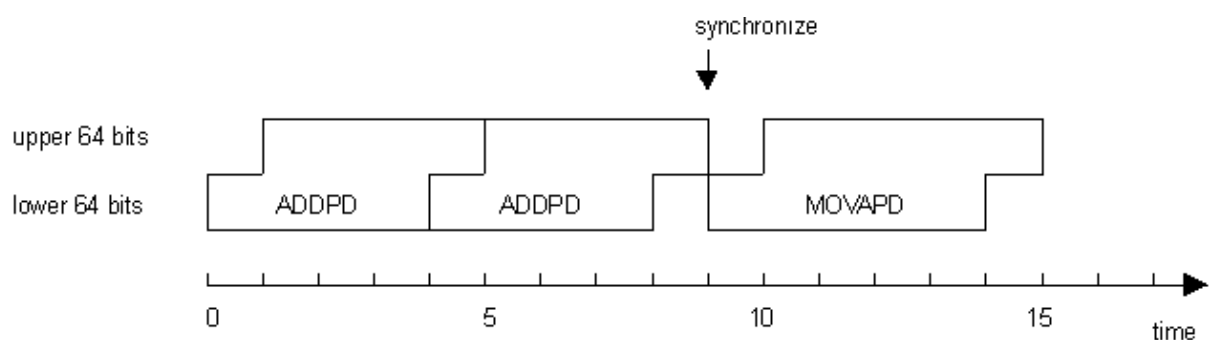 synchronize
upper 64 bits
lower 64 bits ADDPD ADDPD MOVAPD
0 5 10 15
time